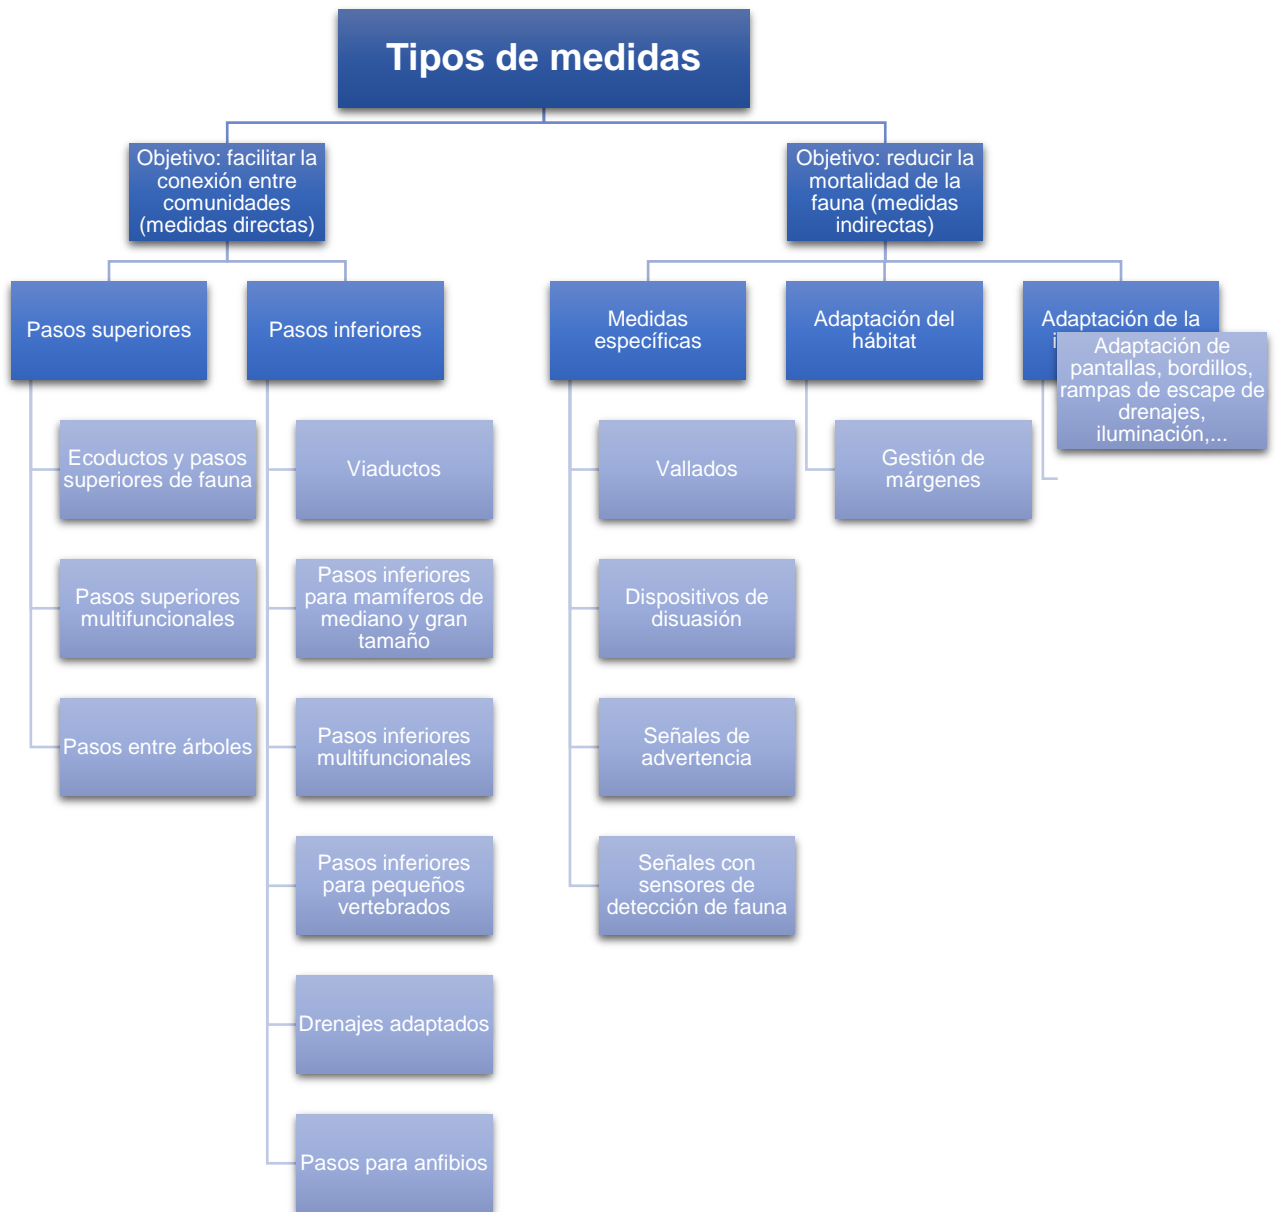 Tipos de medidas
Objetivo: facilitar la
conexión entre
comunidades
(medidas directas)
Objetivo: reducir la
mortalidad de la
fauna (medidas
indirectas)
Pasos superiores
Pasos inferiores
Medidas
específicas
Adaptación del
hábitat
Adaptación de la
Adaptación de
pantallas, bordillos,
rampas de escape de
drenajes,
iluminación,...
Ecoductos y pasos
superiores de fauna
Viaductos
Vallados
Gestión de
márgenes
Pasos superiores
multifuncionales
Pasos inferiores
para mamíferos de
mediano y gran
tamaño
Dispositivos de
disuasión
Pasos entre árboles
Pasos inferiores
multifuncionales
Señales de
advertencia
Pasos inferiores
para pequeños
vertebrados
Señales con
sensores de
detección de fauna
Drenajes adaptados
Pasos para anfibios